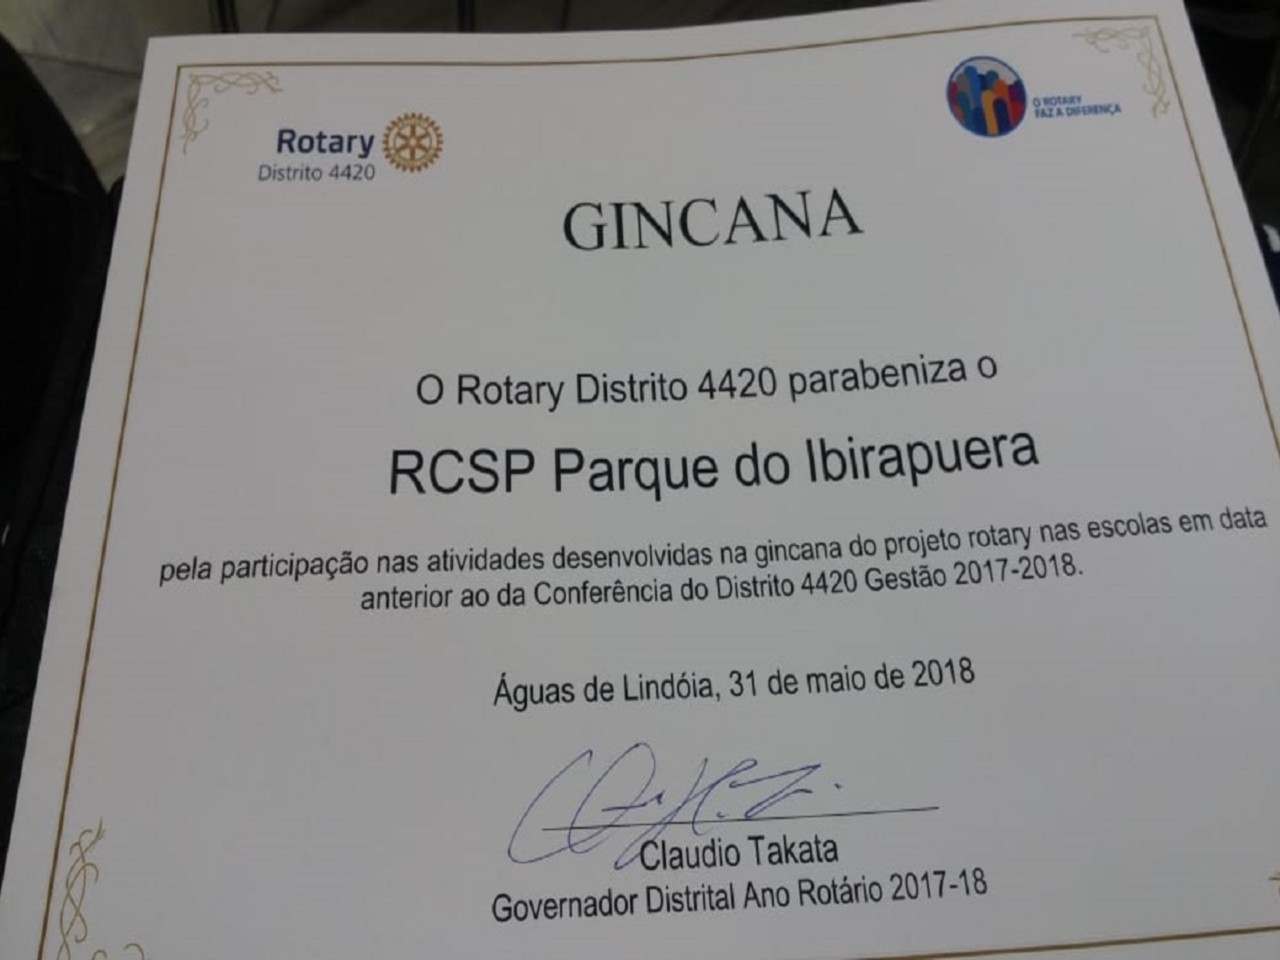 Rotary
Distrito 4420
O ROTARY
FAZ A DIFERENÇA
GINCANA
O Rotary Distrito 4420 parabeniza o
RCSP Parque do Ibirapuera
pela participação nas atividades desenvolvidas na gincana do projeto rotary nas escolas em data
anterior ao da Conferência do Distrito 4420 Gestão 2017-2018.
Águas de Lindóia, 31 de maio de 2018
Claudio Takata
Governador Distrital Ano Rotário 2017-18